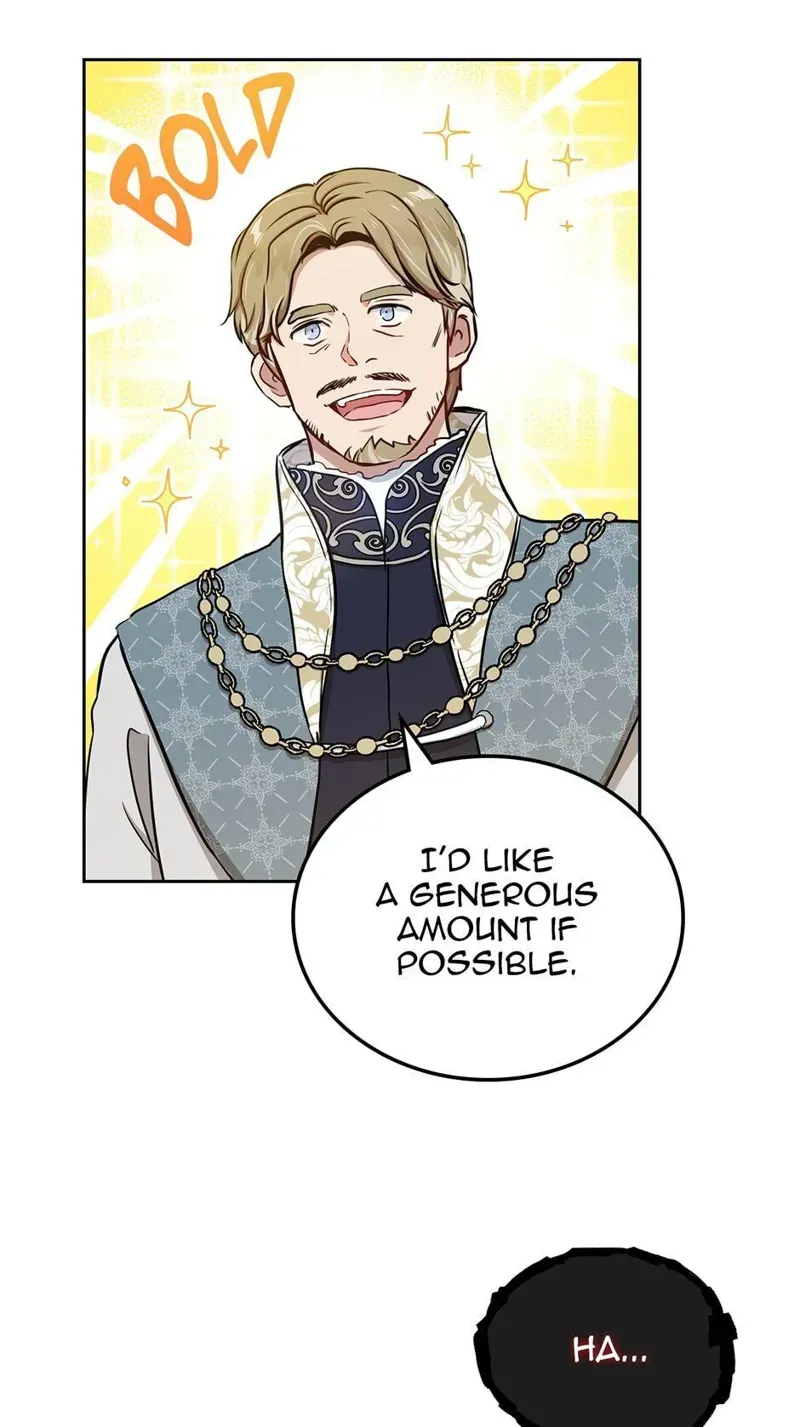 BOLD
I'D LIKE
A GENEROUS
AMOUNT IF
POSSIBLE.
HA...